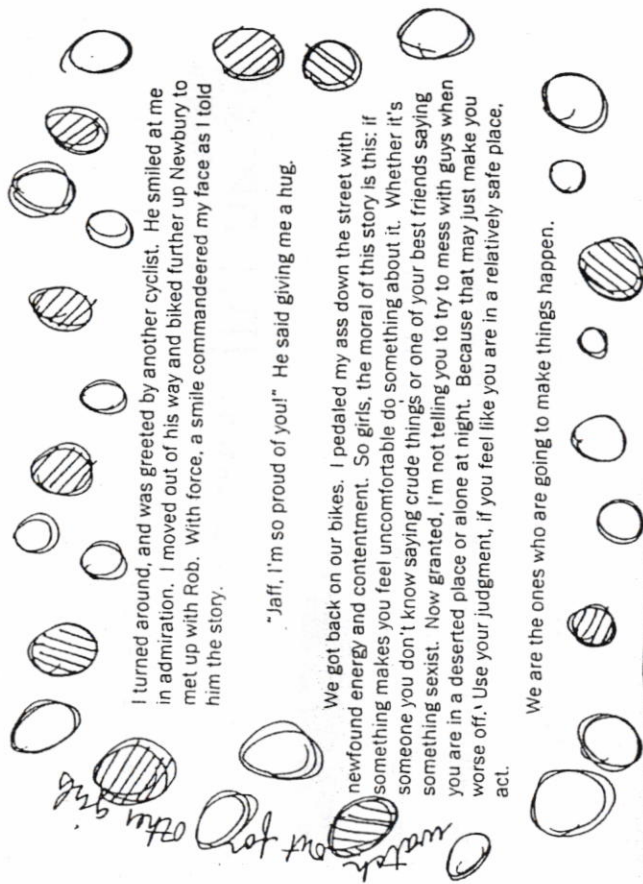 I turned around, and was greeted by another cyclist. He smiled at me
in admiration. I moved out of his way and biked further up Newbury to
met up with Rob. With force, a smile commandeered my face as I told
him the story.
"Jaff, I'm so proud of you!" He said giving me a hug.
We got back on our bikes. I pedaled my ass down the street with
newfound energy and contentment. So girls, the moral of this story is this: if
something makes you feel uncomfortable do something about it. Whether it's
someone you don't know saying crude things or one of your best friends saying
something sexist. Now granted, I'm not telling you to try to mess with guys when
you are in a deserted place or alone at night. Because that may just make you
worse off. Use your judgment, if you feel like you are in a relatively safe place,
act.
We are the ones who are going to make things happen.
watch out for other girls